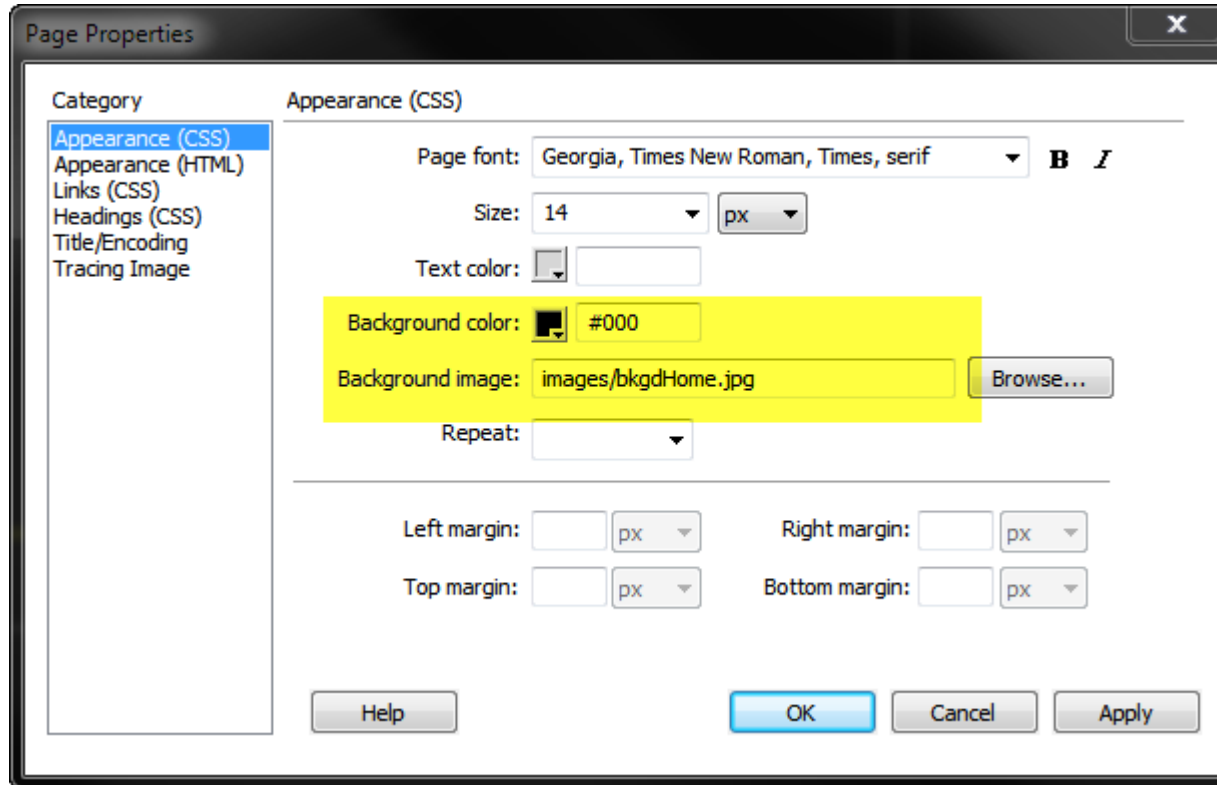 Page Properties
X
Category
Appearance (CSS)
Appearance (HTML)
Links (CSS)
Headings (CSS)
Title/Encoding
Tracing Image
Appearance (CSS)
Page font: Georgia, Times New Roman, Times, serif B I
Size: 14 px
Text color:
Background color: #000
Background image: images/bkgdHome.jpg Browse...
Repeat:
Left margin: px Right margin: px
Top margin: px Bottom margin: px
Help OK Cancel Apply